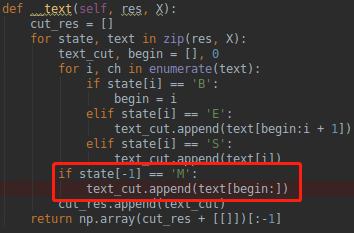 def __text(self, res, X):
    cut_res = []
    for state, text in zip(res, X):
        text_cut, begin = [], 0
        for i, ch in enumerate(text):
            if state[i] == 'B':
                begin = i
            elif state[i] == 'E':
                text_cut.append(text[begin:i + 1])
            elif state[i] == 'S':
                text_cut.append(text[i])
        if state[-1] == 'M':
            text_cut.append(text[begin:])
        cut_res.append(text_cut)
    return np.array(cut_res + [[]])[:-1]